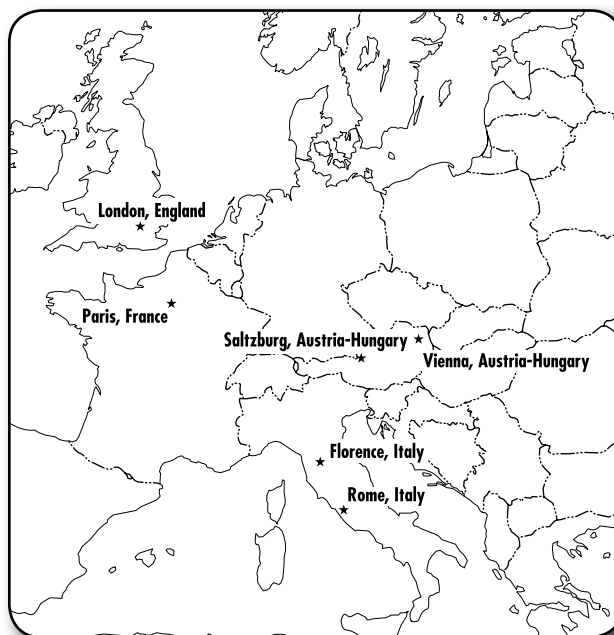 London, England
Paris, France
Saltzburg, Austria-Hungary
Vienna, Austria-Hungary
Florence, Italy
Rome, Italy